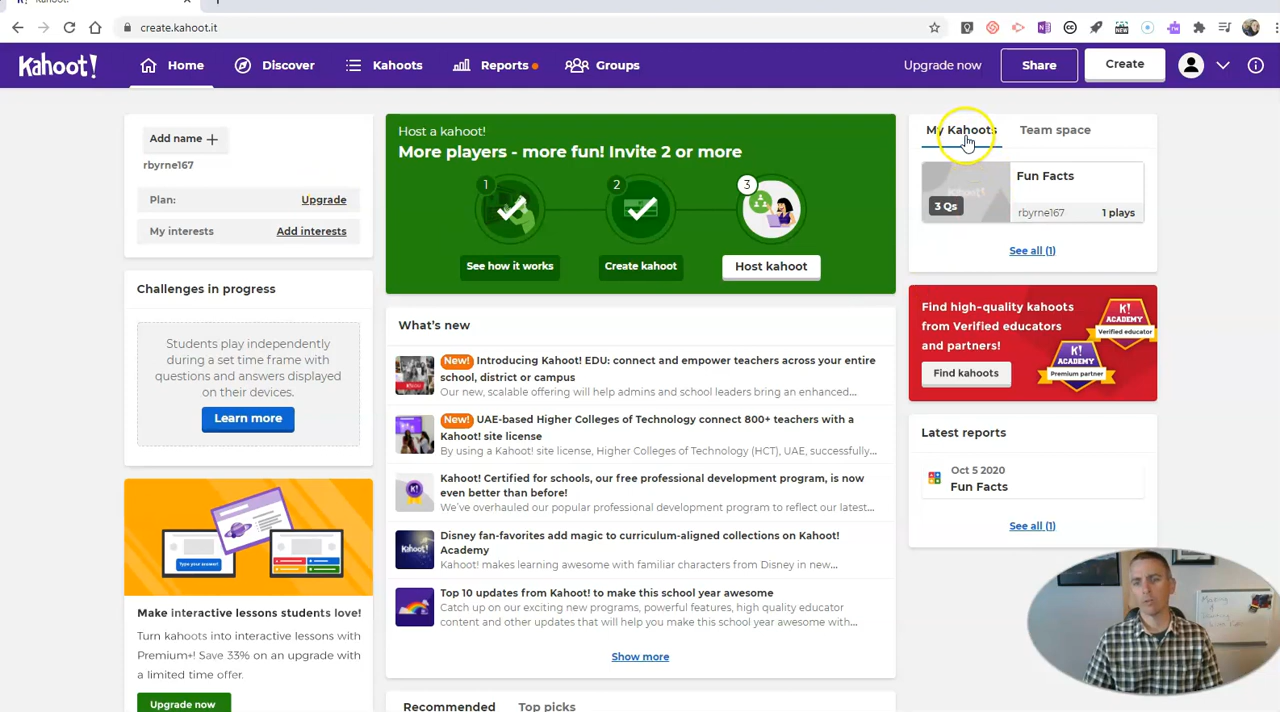 Kahoot!
create.kahoot.it
Kahoot!
Home
Discover
Kahoots
Reports
Groups
Upgrade now
Share
Create
Add name +
rbyrne167
Plan:
Upgrade
My interests
Add interests
Challenges in progress
Students play independently
during a set time frame with
questions and answers displayed
on their devices.
Learn more
Make interactive lessons students love!
Turn kahoots into interactive lessons with
Premium+! Save 33% on an upgrade with
a limited time offer.
Upgrade now
Host a kahoot!
More players - more fun! Invite 2 or more
1
2
3
See how it works
Create kahoot
Host kahoot
What's new
New! Introducing Kahoot! EDU: connect and empower teachers across your entire
school, district or campus
Our new, scalable offering will help admins and school leaders bring an enhanced...
New! UAE-based Higher Colleges of Technology connect 800+ teachers with a
Kahoot! site license
By using a Kahoot! site license, Higher Colleges of Technology (HCT), UAE, successfully...
Kahoot! Certified for schools, our free professional development program, is now
even better than before!
We've overhauled our popular professional development program to reflect our latest...
Disney fan-favorites add magic to curriculum-aligned collections on Kahoot!
Academy
Kahoot! makes learning awesome with familiar characters from Disney in new...
Top 10 updates from Kahoot! to make this school year awesome
Catch up on our exciting new programs, powerful features, high quality educator
content and other updates that will help you make this school year awesome with...
Show more
Recommended
Top picks
My Kahoots
Team space
3 Qs
Fun Facts
rbyrne167
1 plays
See all (1)
Find high-quality kahoots
from Verified educators
and partners!
Find kahoots
K!
ACADEMY
Verified educator
K!
ACADEMY
Premium partner
Latest reports
Oct 5 2020
Fun Facts
See all (1)